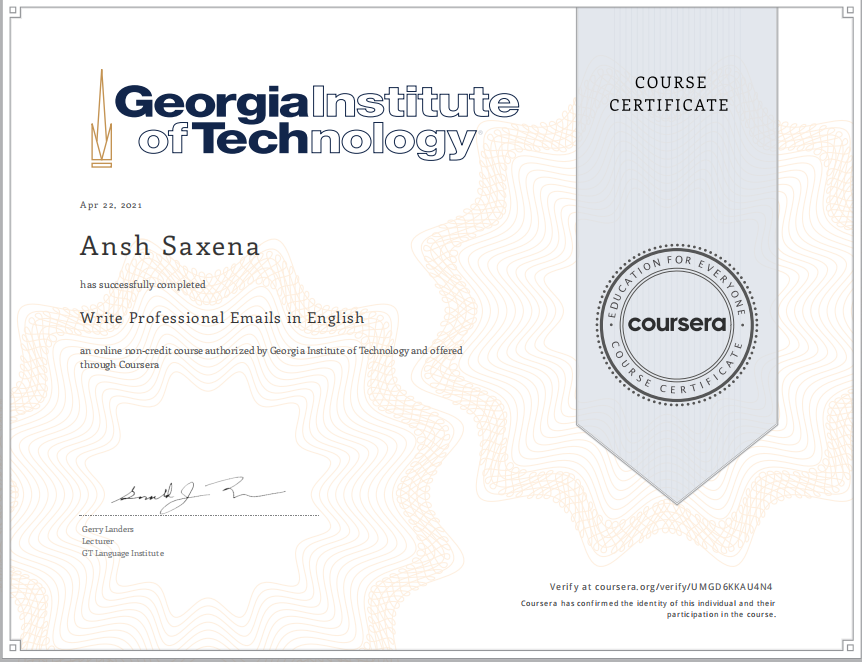 Georgia Institute
of Technology
COURSE
CERTIFICATE
Apr 22, 2021
Ansh Saxena
has successfully completed
Write Professional Emails in English
an online non-credit course authorized by Georgia Institute of Technology and offered
through Coursera
EDUCATION FOR EVERYONE
coursera
COURSE CERTIFICATE
Gerry Landers
Lecturer
GT Language Institute
Verify at coursera.org/verify/UMGD6KKAU4N4
Coursera has confirmed the identity of this individual and their
participation in the course.